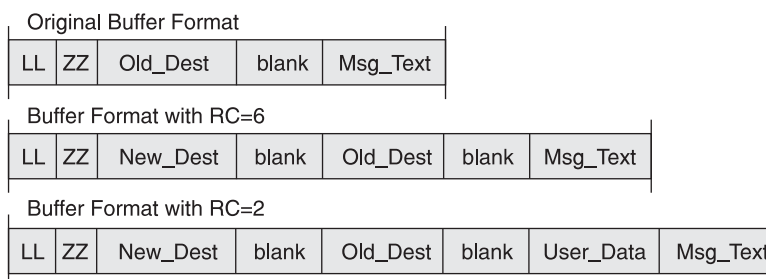 Original Buffer Format
LL ZZ Old_Dest blank Msg_Text
Buffer Format with RC=6
LL ZZ New_Dest blank Old_Dest blank Msg_Text
Buffer Format with RC=2
LL ZZ New_Dest blank Old_Dest blank User_Data Msg_Text